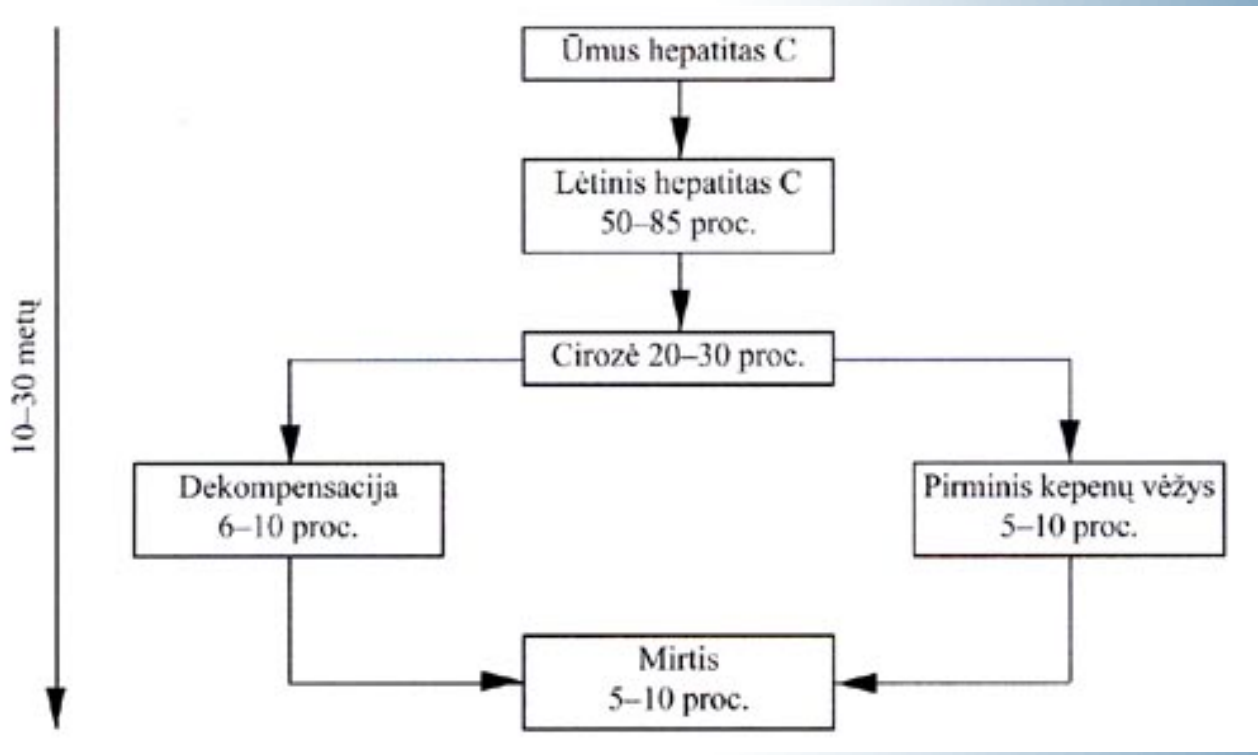 Ūmus hepatitas C
Lėtinis hepatitas C
50–85 proc.
Cirozė 20–30 proc.
10–30 metų
Dekompensacija
6–10 proc.
Pirminis kepenų vėžys
5–10 proc.
Mirtis
5–10 proc.